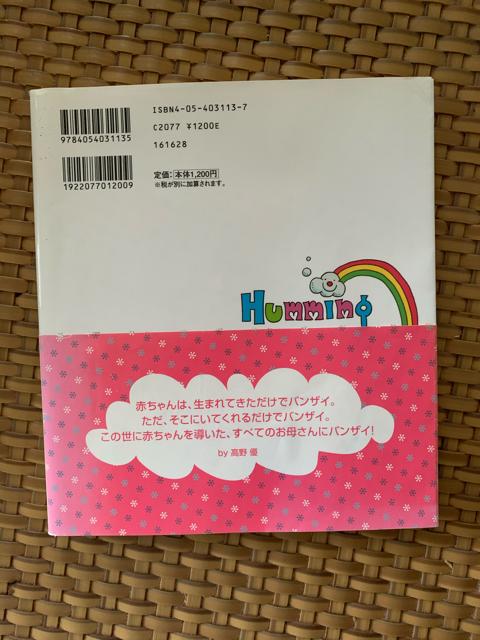 ISBN4-05-403113-7
C2077 ¥1200E
161628
9784054031135
1922077012009
定価:本体1,200円
※税が別に加算されます。
Humming
赤ちゃんは、生まれてきただけでバンザイ。
ただ、そこにいてくれるだけでバンザイ。
この世に赤ちゃんを導いた、すべてのお母さんにバンザイ!
by 高野 優